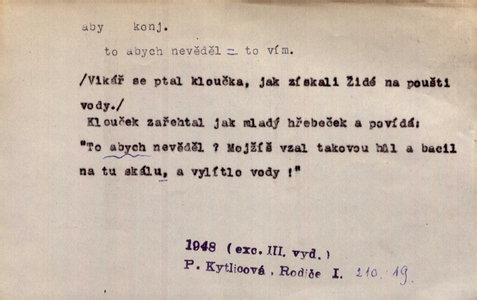 aby konj.
to abych nevěděl = to vím.
/Vikář se ptal kloučka, jak získali Židé na poušti
vody./
Klouček zařehtal jak mladý hřebeček a povídá:
"To abych nevěděl ? Mojžíš vzal takovou hůl a bacil
na tu skálu, a vylítlo vody !"
1948 (exc. III. vyd.)
P. Kytlicová, Rodiče I. 210. 19.